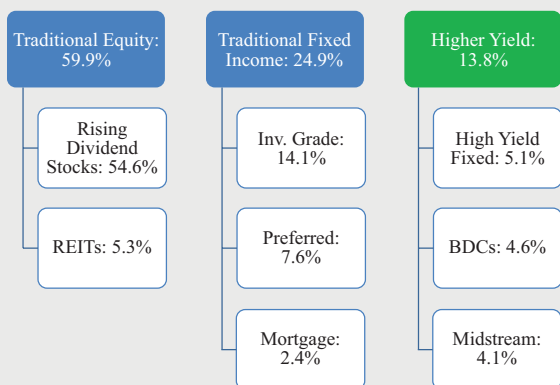 Traditional Equity:
59.9%
Rising
Dividend
Stocks: 54.6%
REITs: 5.3%
Traditional Fixed
Income: 24.9%
Inv. Grade:
14.1%
Preferred:
7.6%
Mortgage:
2.4%
Higher Yield:
13.8%
High Yield
Fixed: 5.1%
BDCs: 4.6%
Midstream:
4.1%